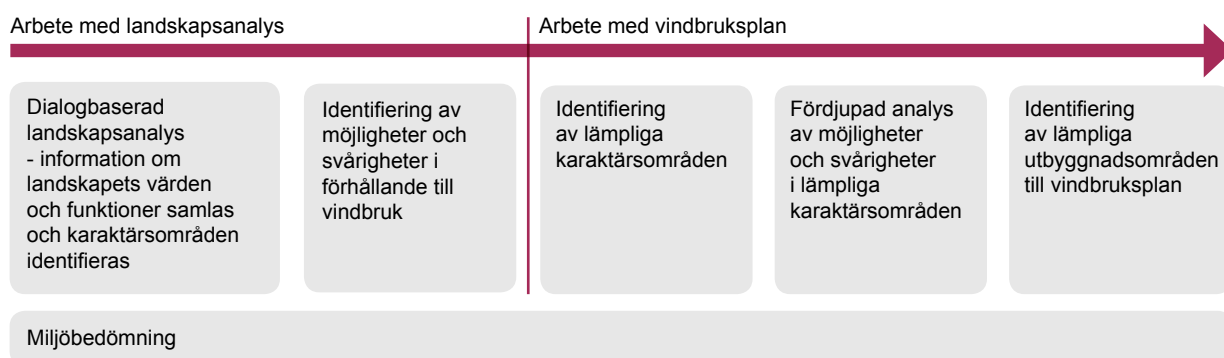 Arbete med landskapsanalys
Arbete med vindbruksplan
Dialogbaserad
landskapsanalys
- information om
landskapets värden
och funktioner samlas
och karaktärsområden
identifieras
Identifiering av
möjligheter och
svårigheter i
förhållande till
vindbruk
Identifiering
av lämpliga
karaktärsområden
Fördjupad analys
av möjligheter
och svårigheter
i lämpliga
karaktärsområden
Identifiering
av lämpliga
utbyggnadsområden
till vindbruksplan
Miljöbedömning